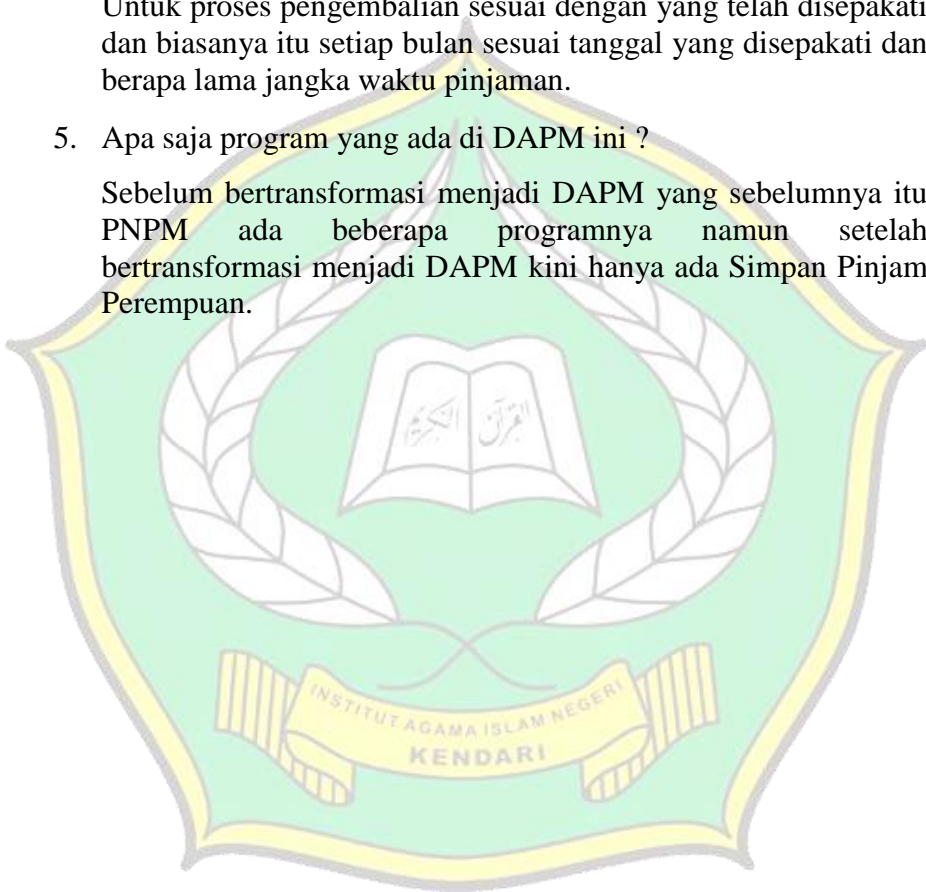 Untuk proses pengembalian sesuai dengan yang telah disepakati
dan biasanya itu setiap bulan sesuai tanggal yang disepakati dan
berapa lama jangka waktu pinjaman.
5. Apa saja program yang ada di DAPM ini ?
Sebelum bertransformasi menjadi DAPM yang sebelumnya itu
PNPM ada beberapa programnya namun setelah
bertransformasi menjadi DAPM kini hanya ada Simpan Pinjam
Perempuan.
القرآن الكريم
INSTITUT AGAMA ISLAM NEGERI
KENDARI